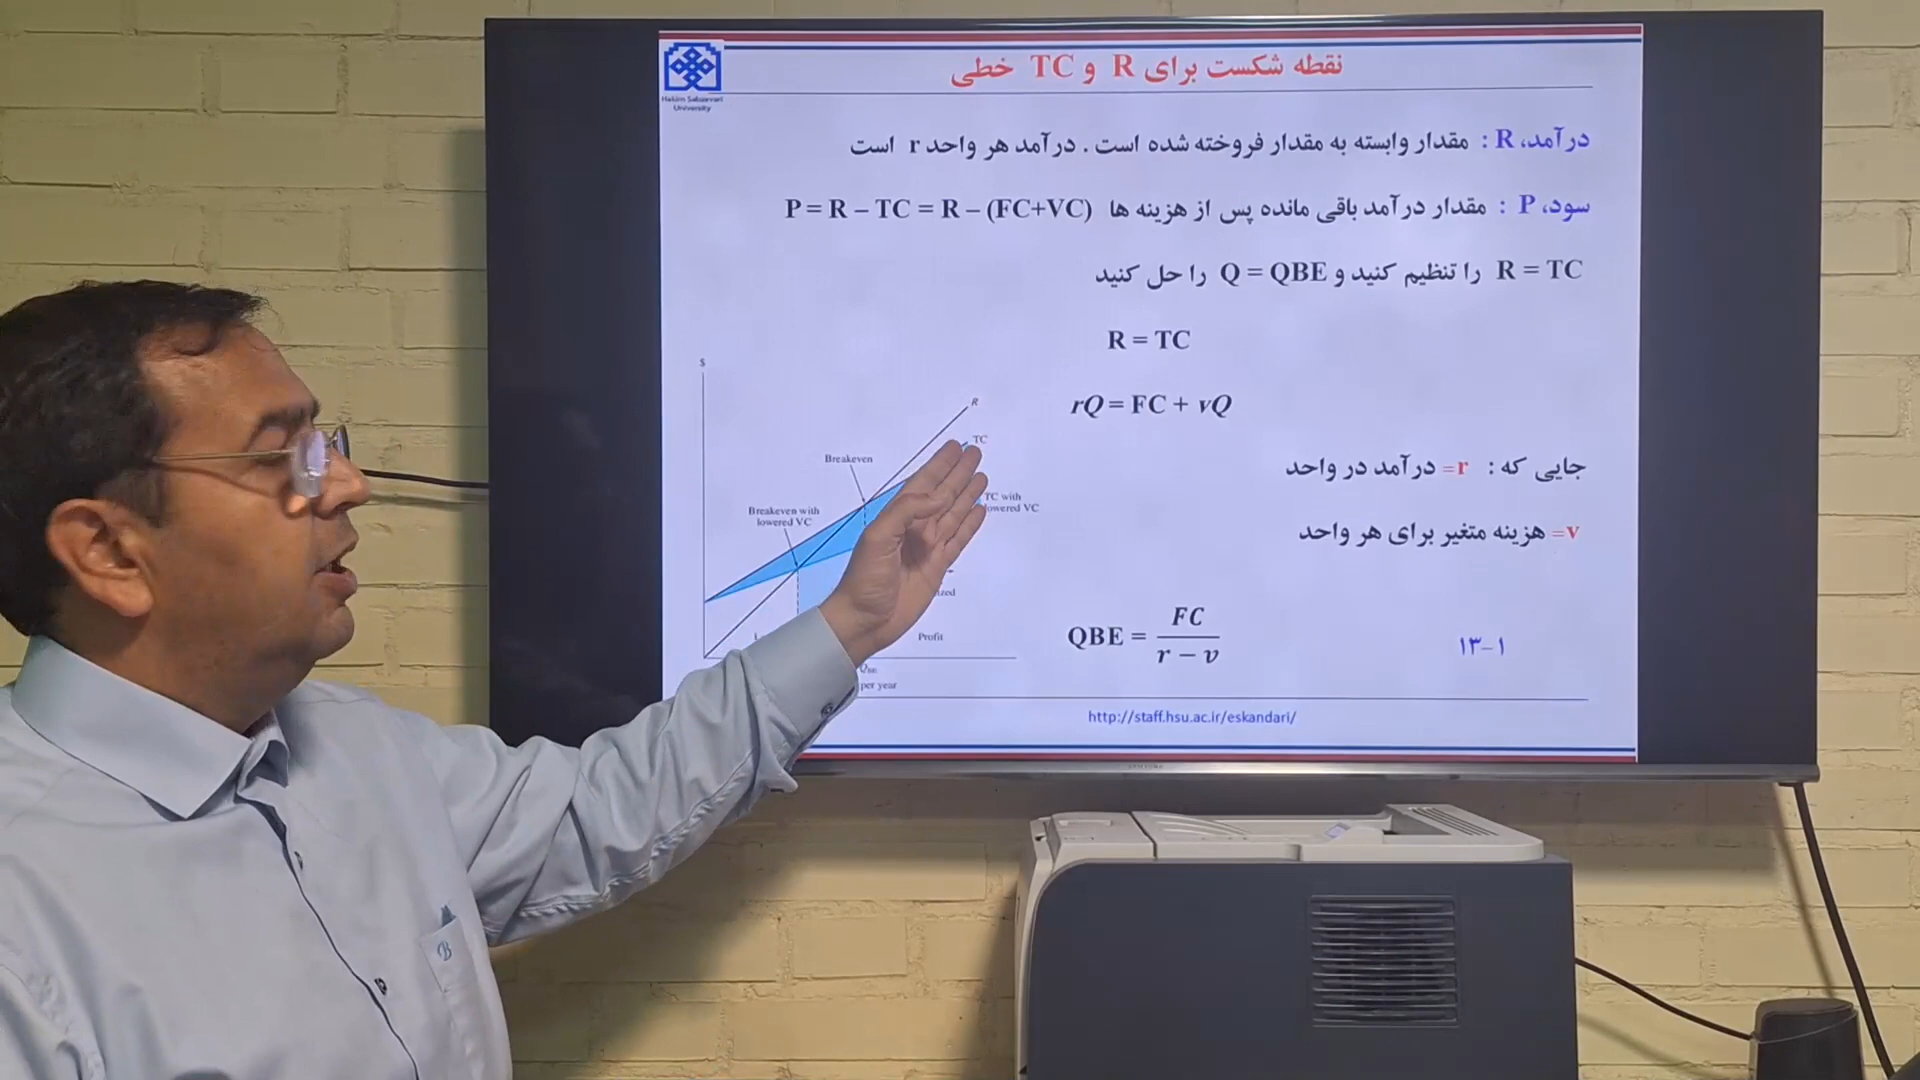 Hakim Sabzevari
University
نقطه شکست برای R و TC خطی
درآمد، R : مقدار وابسته به مقدار فروخته شده است . درآمد هر واحد r است
سود، P : مقدار درآمد باقی مانده پس از هزینه ها P = R – TC = R – (FC+VC)
R = TC را تنظیم کنید و Q = QBE را حل کنید
R = TC
rQ = FC + vQ
جایی که : r= درآمد در واحد
v= هزینه متغیر برای هر واحد
QBE = FC / r − v
۱۳-۱
$
R
TC
Breakeven
TC with
lowered VC
Breakeven with
lowered VC
Profit
QBE
per year
http://staff.hsu.ac.ir/eskandari/
B